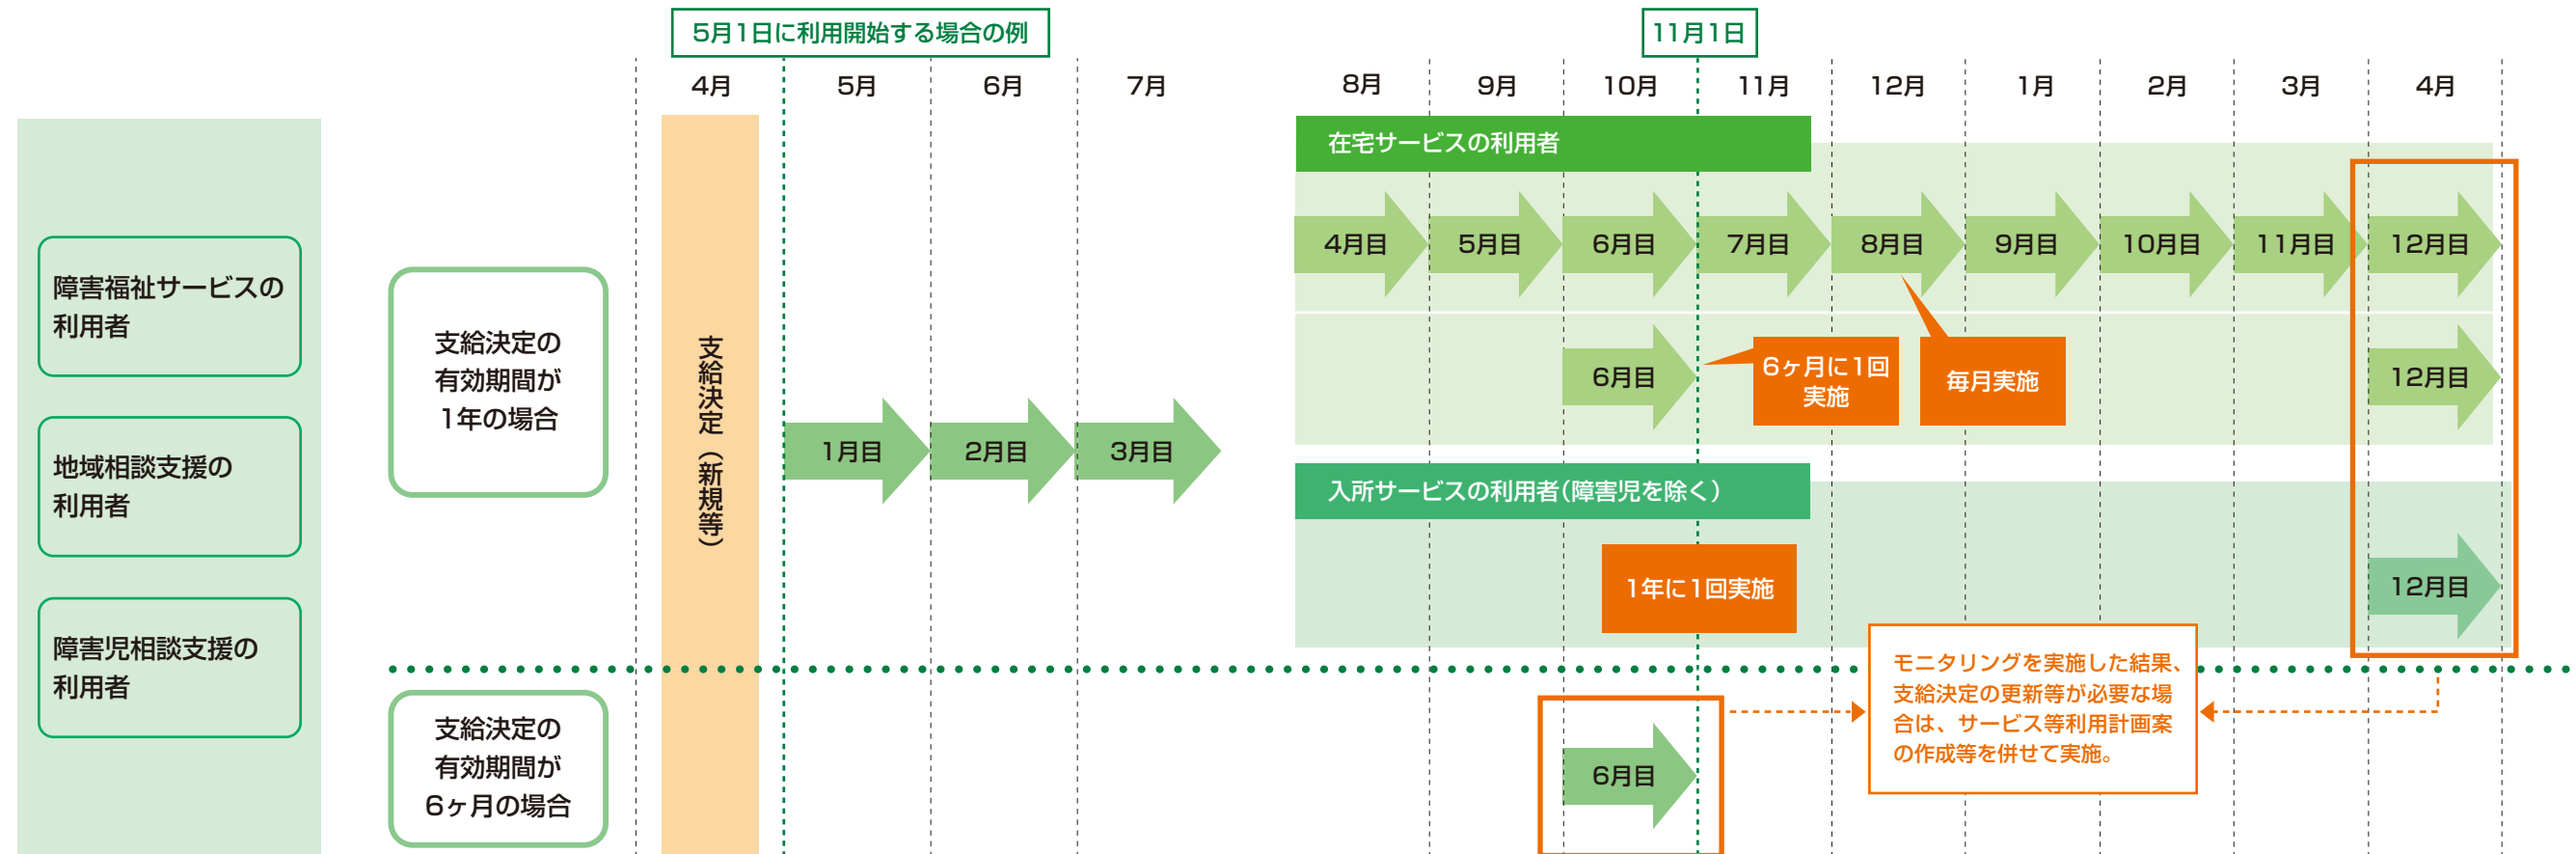 5月1日に利用開始する場合の例
11月1日
4月
5月
6月
7月
8月
9月
10月
11月
12月
1月
2月
3月
4月
障害福祉サービスの
利用者
地域相談支援の
利用者
障害児相談支援の
利用者
支給決定の
有効期間が
1年の場合
支給決定（新規等）
1月目
2月目
3月目
在宅サービスの利用者
4月目
5月目
6月目
7月目
8月目
9月目
10月目
11月目
12月目
6月目
6ヶ月に1回
実施
毎月実施
12月目
入所サービスの利用者（障害児を除く）
1年に1回実施
12月目
支給決定の
有効期間が
6ヶ月の場合
6月目
モニタリングを実施した結果、
支給決定の更新等が必要な場
合は、サービス等利用計画案
の作成等を併せて実施。